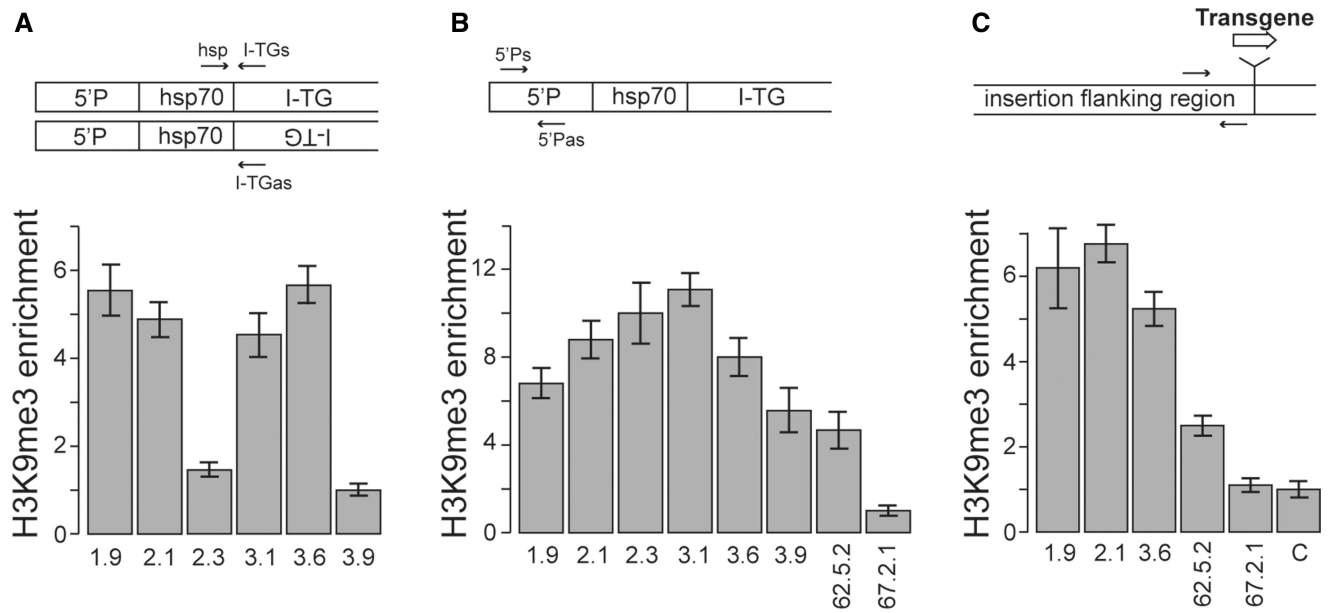 A
hsp I-TGs
5'P hsp70 I-TG
5'P hsp70 I-TG
I-TGas
H3K9me3 enrichment
6
4
2
0
1.9 2.1 2.3 3.1 3.6 3.9
B
5'Ps
5'P hsp70 I-TG
5'Pas
H3K9me3 enrichment
12
8
4
0
1.9 2.1 2.3 3.1 3.6 3.9 62.5.2 67.2.1
C
Transgene
insertion flanking region
H3K9me3 enrichment
6
4
2
0
1.9 2.1 3.6 62.5.2 67.2.1 C